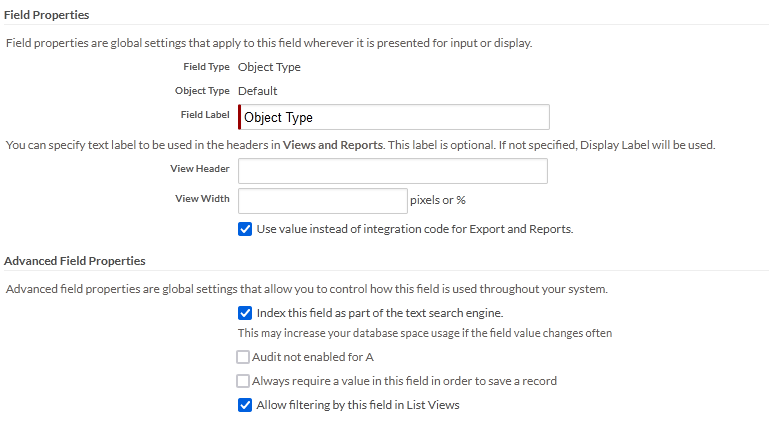 Field Properties
Field properties are global settings that apply to this field wherever it is presented for input or display.
Field Type Object Type
Object Type Default
Field Label Object Type
You can specify text label to be used in the headers in Views and Reports. This label is optional. If not specified, Display Label will be used.
View Header
View Width pixels or %
Use value instead of integration code for Export and Reports.
Advanced Field Properties
Advanced field properties are global settings that allow you to control how this field is used throughout your system.
Index this field as part of the text search engine.
This may increase your database space usage if the field value changes often
Audit not enabled for A
Always require a value in this field in order to save a record
Allow filtering by this field in List Views